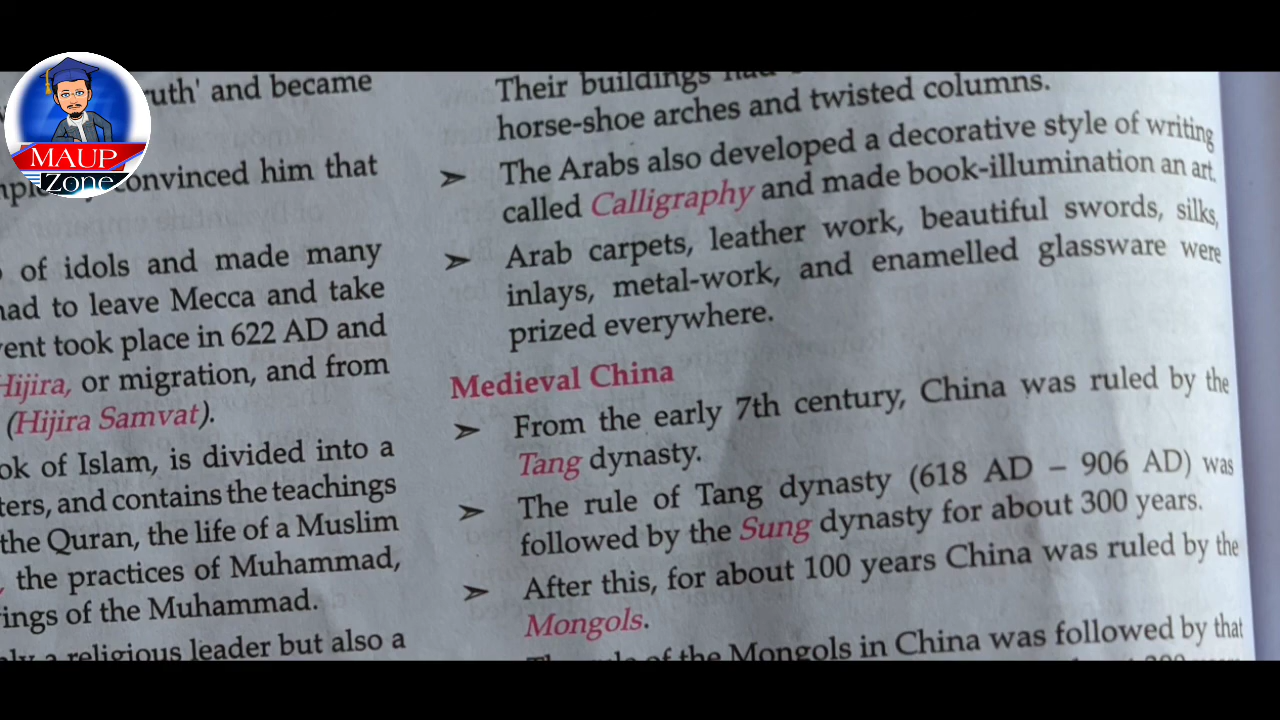 MAUP
Zone
ruth' and became
onvinced him that
of idols and made many
had to leave Mecca and take
vent took place in 622 AD and
Hijira, or migration, and from
(Hijira Samvat).
ok of Islam, is divided into a
ters, and contains the teachings
the Quran, the life of a Muslim
the practices of Muhammad,
ings of the Muhammad.
a religious leader but also a
Their buildings had
horse-shoe arches and twisted columns.
➢ The Arabs also developed a decorative style of writing
called Calligraphy and made book-illumination an art.
➢ Arab carpets, leather work, beautiful swords, silks,
inlays, metal-work, and enamelled glassware were
prized everywhere.
Medieval China
➢ From the early 7th century, China was ruled by the
Tang dynasty.
➢ The rule of Tang dynasty (618 AD – 906 AD) was
followed by the Sung dynasty for about 300 years.
➢ After this, for about 100 years China was ruled by the
Mongols.
of the Mongols in China was followed by that